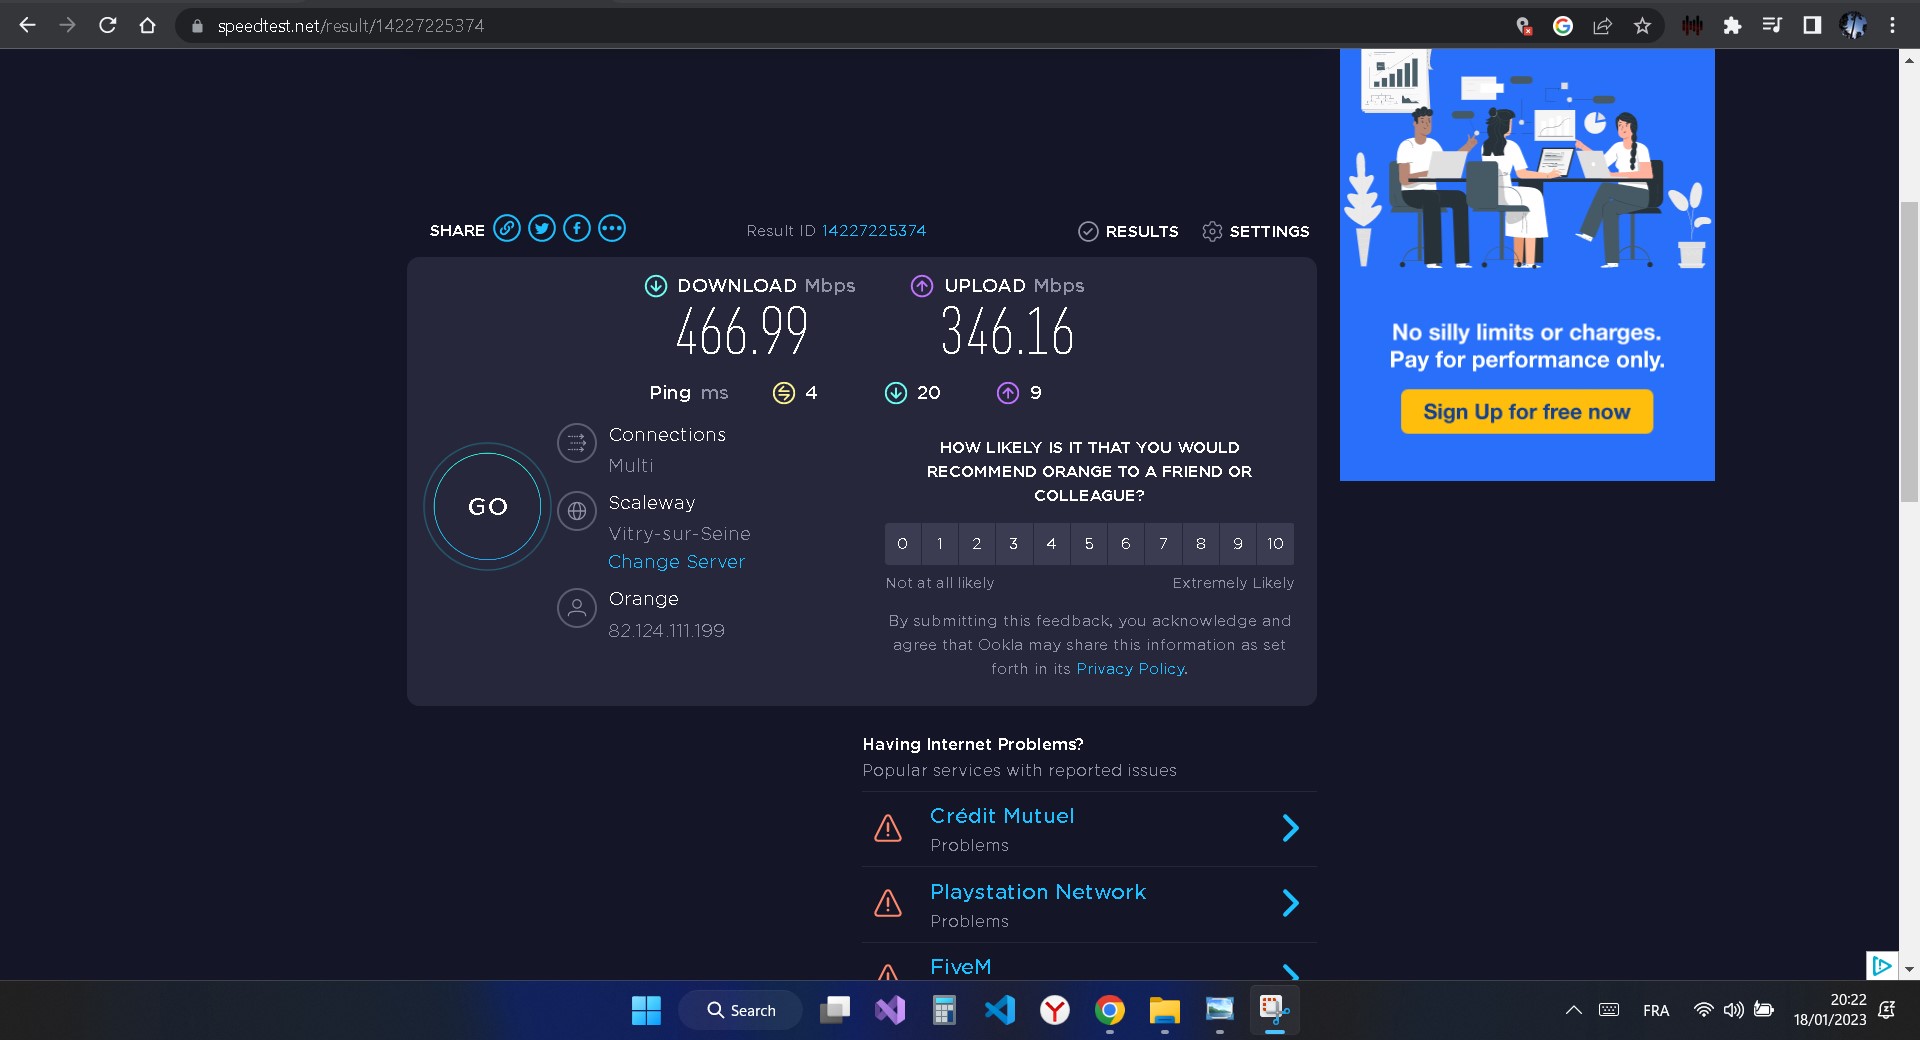 speedtest.net/result/14227225374
SHARE
Result ID 14227225374
RESULTS
SETTINGS
DOWNLOAD Mbps
466.99
UPLOAD Mbps
346.16
Ping ms
4
20
9
GO
Connections
Multi
Scaleway
Vitry-sur-Seine
Change Server
Orange
82.124.111.199
HOW LIKELY IS IT THAT YOU WOULD
RECOMMEND ORANGE TO A FRIEND OR
COLLEAGUE?
0 1 2 3 4 5 6 7 8 9 10
Not at all likely
Extremely Likely
By submitting this feedback, you acknowledge and
agree that Ookla may share this information as set
forth in its Privacy Policy.
Having Internet Problems?
Popular services with reported issues
Crédit Mutuel
Problems
Playstation Network
Problems
FiveM
No silly limits or charges.
Pay for performance only.
Sign Up for free now
Search
FRA
20:22
18/01/2023